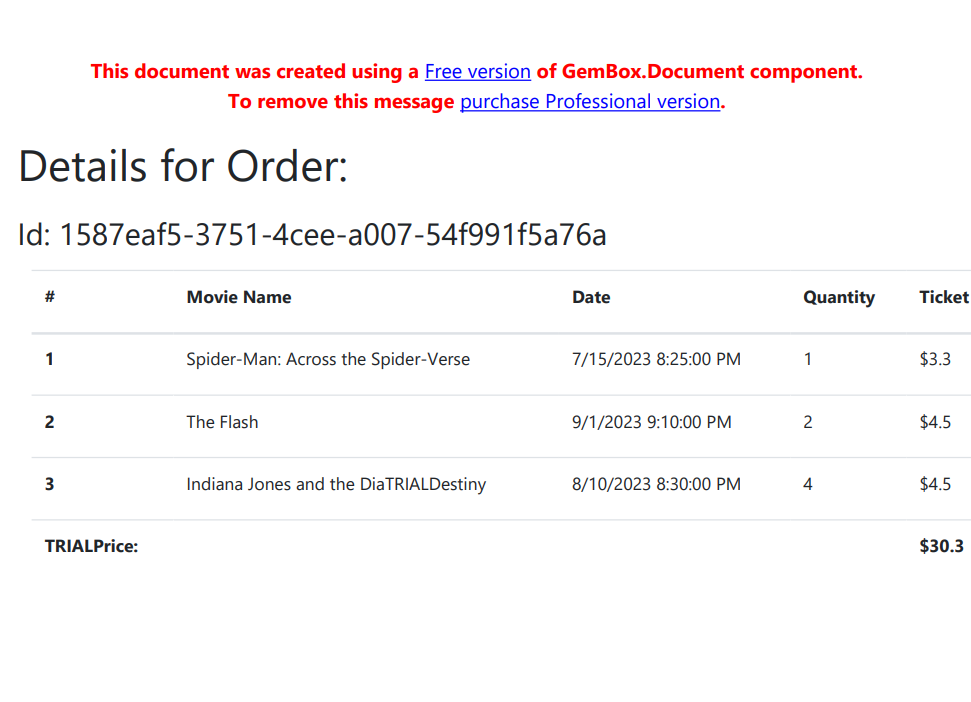 This document was created using a Free version of GemBox.Document component.
To remove this message purchase Professional version.
Details for Order:
Id: 1587eaf5-3751-4cee-a007-54f991f5a76a
# Movie Name Date Quantity Ticket
1 Spider-Man: Across the Spider-Verse 7/15/2023 8:25:00 PM 1 $3.3
2 The Flash 9/1/2023 9:10:00 PM 2 $4.5
3 Indiana Jones and the DiaTRIALDestiny 8/10/2023 8:30:00 PM 4 $4.5
TRIALPrice: $30.3